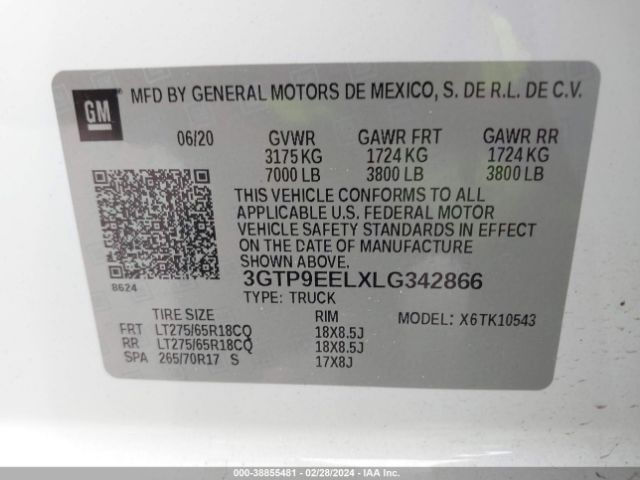 GM
MFD BY GENERAL MOTORS DE MEXICO, S. DE R.L. DE C.V.
06/20 GVWR GAWR FRT GAWR RR
3175 KG 1724 KG 1724 KG
7000 LB 3800 LB 3800 LB
THIS VEHICLE CONFORMS TO ALL
APPLICABLE U.S. FEDERAL MOTOR
VEHICLE SAFETY STANDARDS IN EFFECT
ON THE DATE OF MANUFACTURE
SHOWN ABOVE.
8624
3GTP9EELXLG342866
TYPE: TRUCK
TIRE SIZE RIM MODEL: X6TK10543
FRT LT275/65R18CQ 18X8.5J
RR LT275/65R18CQ 18X8.5J
SPA 265/70R17 S 17X8J
000-38855481 - 02/28/2024 - IAAI.COM